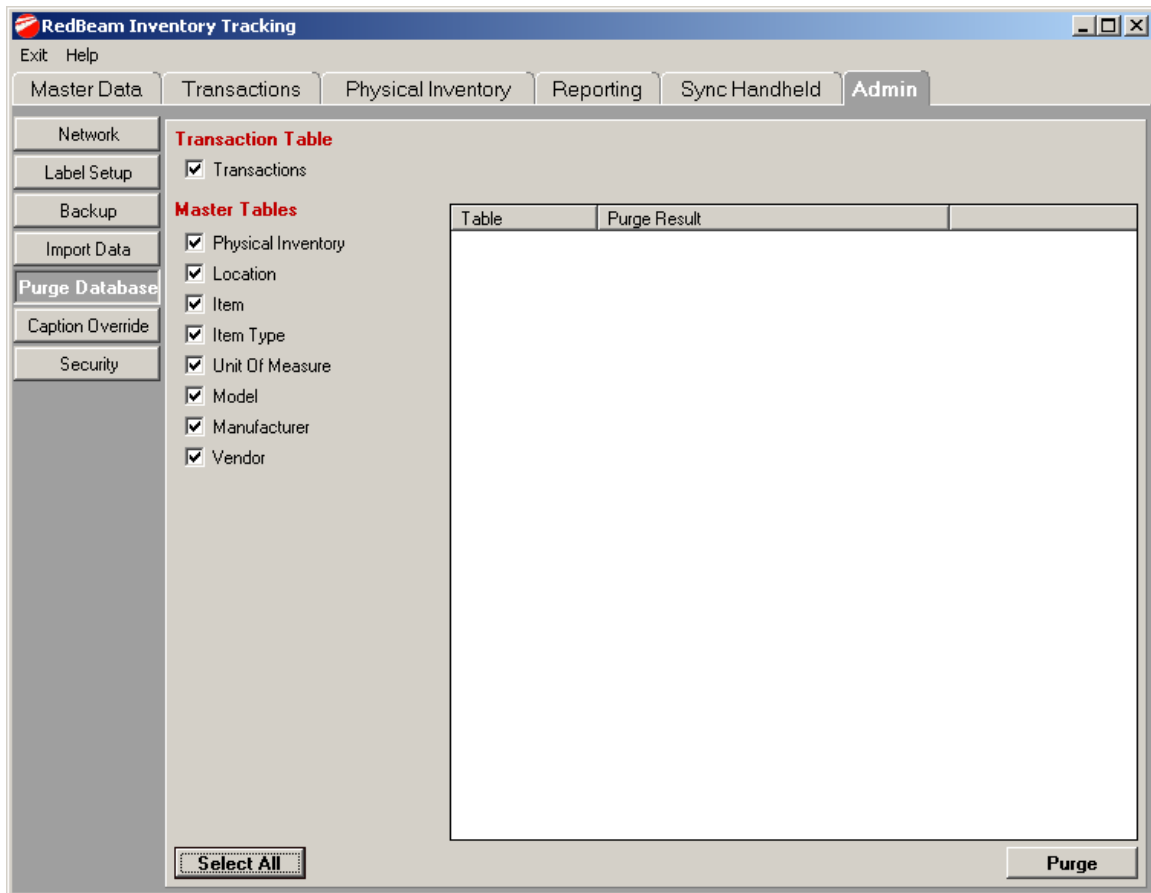 RedBeam Inventory Tracking
Exit Help
Master Data Transactions Physical Inventory Reporting Sync Handheld Admin
Network
Label Setup
Backup
Import Data
Purge Database
Caption Override
Security
Transaction Table
Transactions
Master Tables
Physical Inventory
Location
Item
Item Type
Unit Of Measure
Model
Manufacturer
Vendor
Table Purge Result
Select All
Purge